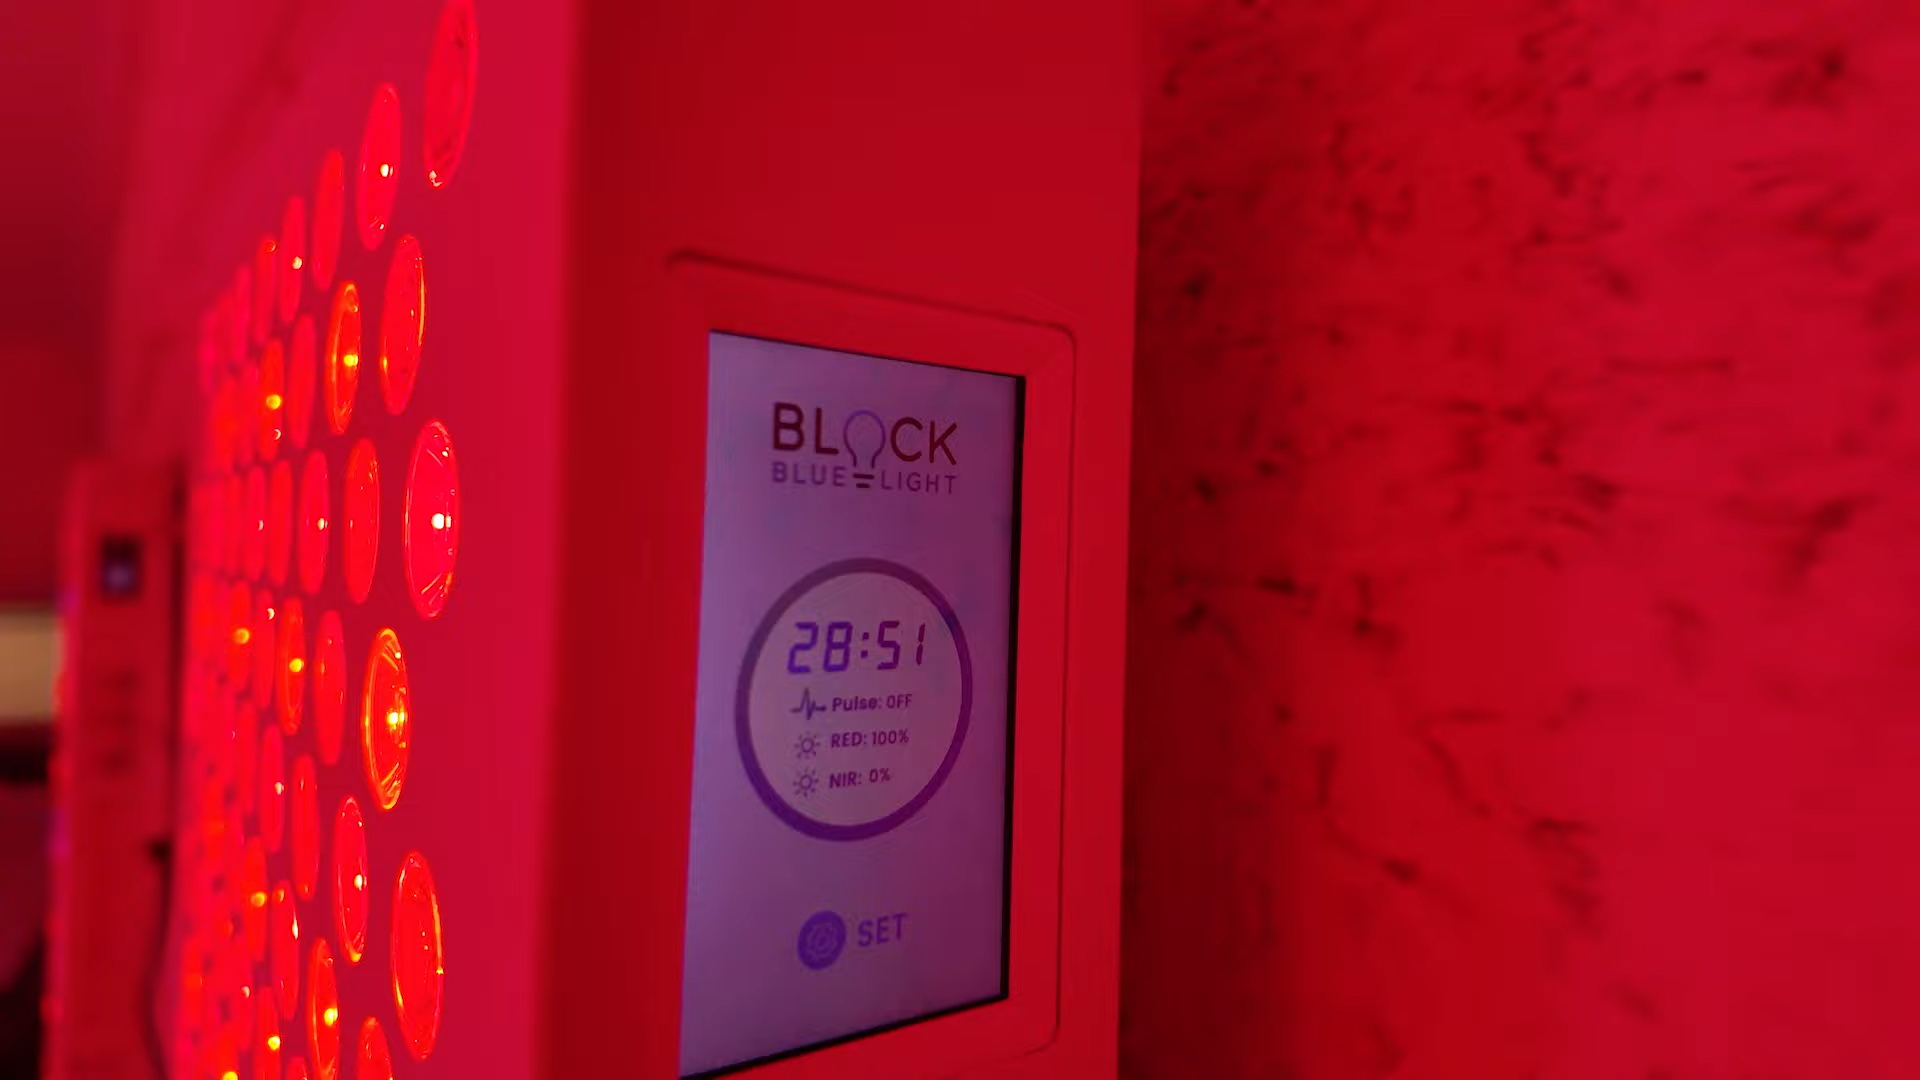 BLOCK
BLUE LIGHT
28:51
Pulse: OFF
RED: 100%
NIR: 0%
SET